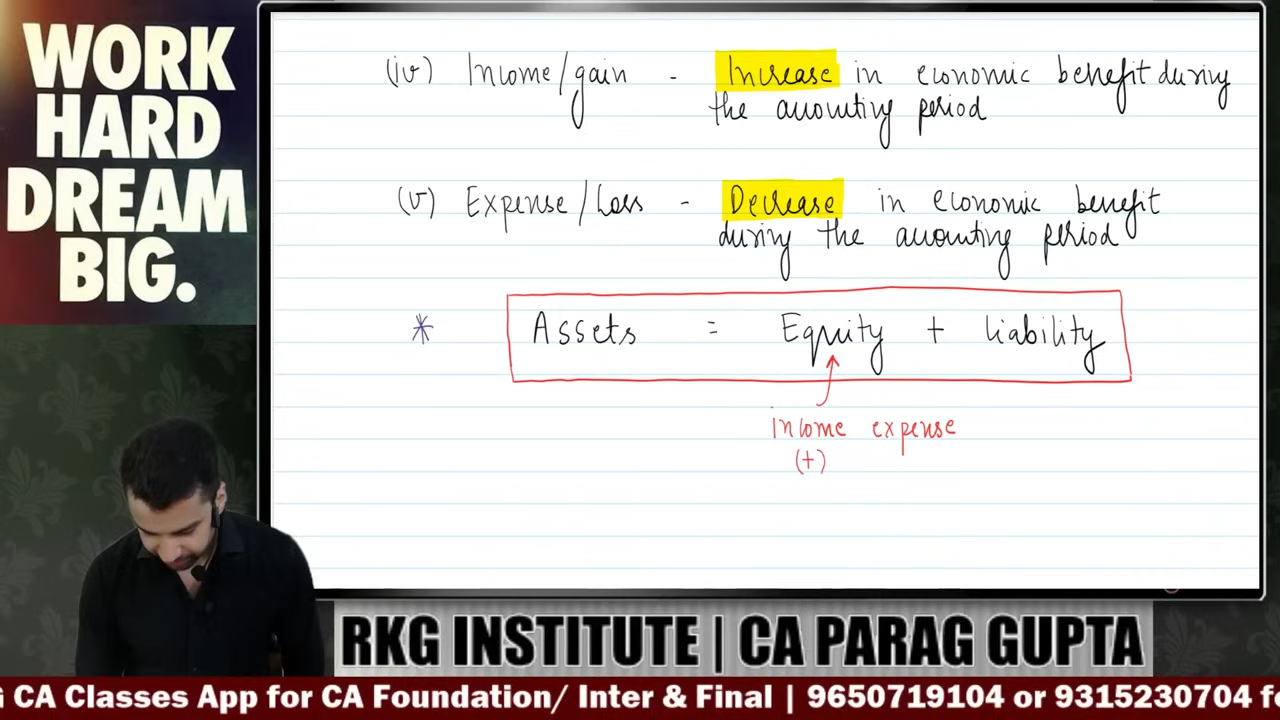 WORK
HARD
DREAM
BIG.
(iv) Income/gain - Increase in economic benefit during
the accounting period
(v) Expense/Loss - Decrease in economic benefit
during the accounting period
* Assets = Equity + liability
income expense
(+)
RKG INSTITUTE | CA PARAG GUPTA
G CA Classes App for CA Foundation/ Inter & Final | 9650719104 or 9315230704 fo